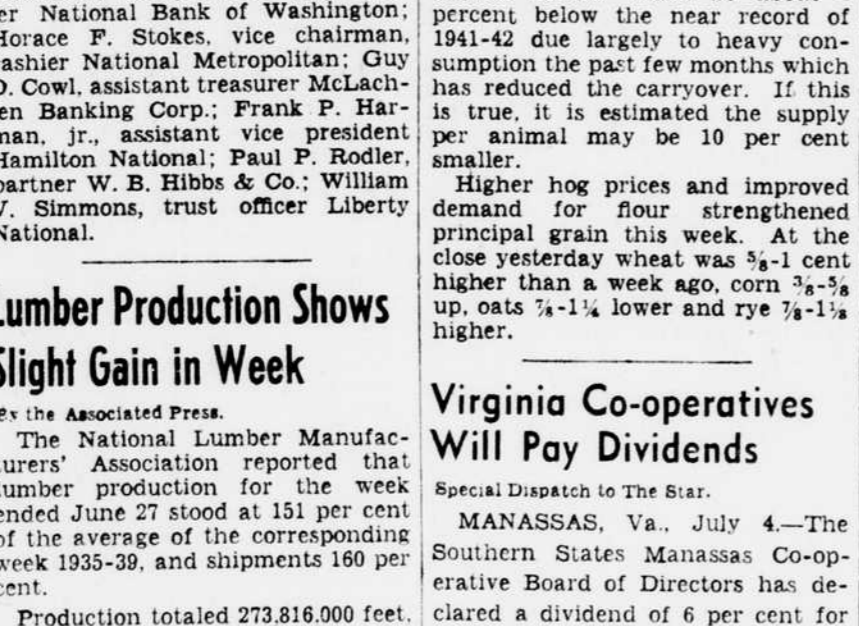 er National Bank of Washington;
Horace F. Stokes, vice chairman,
cashier National Metropolitan; Guy
D. Cowl, assistant treasurer McLach-
en Banking Corp.; Frank P. Har-
man, jr., assistant vice president
Hamilton National; Paul P. Rodler,
partner W. B. Hibbs & Co.; William
V. Simmons, trust officer Liberty
National.
Lumber Production Shows
Slight Gain in Week
By the Associated Press.
The National Lumber Manufac-
turers' Association reported that
lumber production for the week
ended June 27 stood at 151 per cent
of the average of the corresponding
week 1935-39, and shipments 160 per
cent.
Production totaled 273,816,000 feet,
percent below the near record of
1941-42 due largely to heavy con-
sumption the past few months which
has reduced the carryover. If this
is true, it is estimated the supply
per animal may be 10 per cent
smaller.
Higher hog prices and improved
demand for flour strengthened
principal grain this week. At the
close yesterday wheat was ⅝-1 cent
higher than a week ago, corn ⅜-⅝
up, oats ⅞-1¼ lower and rye ⅞-1⅛
higher.
Virginia Co-operatives
Will Pay Dividends
Special Dispatch to The Star.
MANASSAS, Va., July 4.—The
Southern States Manassas Co-op-
erative Board of Directors has de-
clared a dividend of 6 per cent for